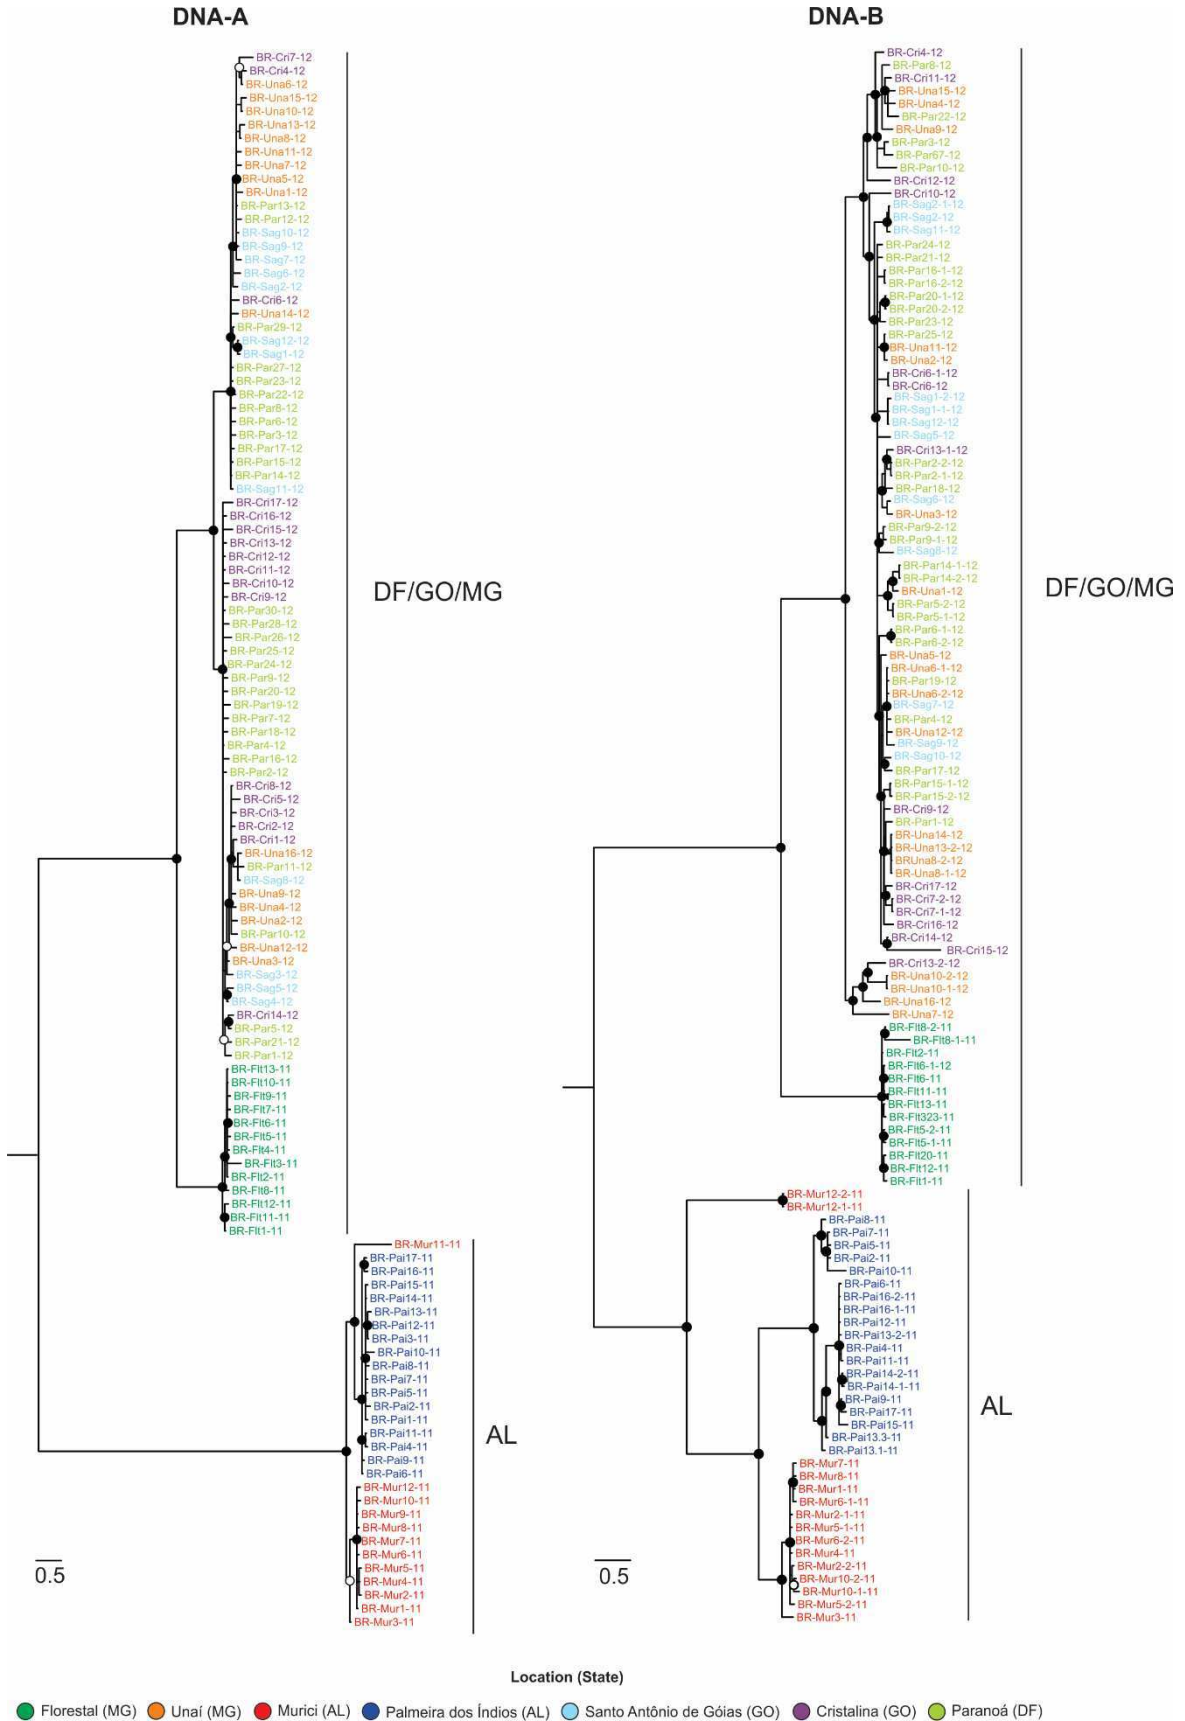 DNA-A
BR-Cri7-12
BR-Cri4-12
BR-Una6-12
BR-Una15-12
BR-Una10-12
BR-Una13-12
BR-Una8-12
BR-Una11-12
BR-Una7-12
BR-Una5-12
BR-Una1-12
BR-Par13-12
BR-Par12-12
BR-Sag10-12
BR-Sag9-12
BR-Sag7-12
BR-Sag6-12
BR-Sag2-12
BR-Cri6-12
BR-Una14-12
BR-Par29-12
BR-Sag12-12
BR-Sag1-12
BR-Par27-12
BR-Par23-12
BR-Par22-12
BR-Par8-12
BR-Par6-12
BR-Par3-12
BR-Par17-12
BR-Par15-12
BR-Par14-12
BR-Sag11-12
BR-Cri17-12
BR-Cri16-12
BR-Cri15-12
BR-Cri13-12
BR-Cri12-12
BR-Cri11-12
BR-Cri10-12
BR-Cri9-12
BR-Par30-12
BR-Par28-12
BR-Par26-12
BR-Par25-12
BR-Par24-12
BR-Par9-12
BR-Par20-12
BR-Par19-12
BR-Par7-12
BR-Par18-12
BR-Par4-12
BR-Par16-12
BR-Par2-12
BR-Cri8-12
BR-Cri5-12
BR-Cri3-12
BR-Cri2-12
BR-Cri1-12
BR-Una16-12
BR-Par11-12
BR-Sag8-12
BR-Una9-12
BR-Una4-12
BR-Una2-12
BR-Par10-12
BR-Una12-12
BR-Una3-12
BR-Sag3-12
BR-Sag5-12
BR-Sag4-12
BR-Cri14-12
BR-Par5-12
BR-Par21-12
BR-Par1-12
BR-Flt13-11
BR-Flt10-11
BR-Flt9-11
BR-Flt7-11
BR-Flt6-11
BR-Flt5-11
BR-Flt4-11
BR-Flt3-11
BR-Flt2-11
BR-Flt8-11
BR-Flt12-11
BR-Flt11-11
BR-Flt1-11
DF/GO/MG
BR-Mur11-11
BR-Pai17-11
BR-Pai16-11
BR-Pai15-11
BR-Pai14-11
BR-Pai13-11
BR-Pai12-11
BR-Pai3-11
BR-Pai10-11
BR-Pai8-11
BR-Pai7-11
BR-Pai5-11
BR-Pai2-11
BR-Pai1-11
BR-Pai11-11
BR-Pai4-11
BR-Pai9-11
BR-Pai6-11
BR-Mur12-11
BR-Mur10-11
BR-Mur9-11
BR-Mur8-11
BR-Mur7-11
BR-Mur6-11
BR-Mur5-11
BR-Mur4-11
BR-Mur2-11
BR-Mur1-11
BR-Mur3-11
AL
0.5
DNA-B
BR-Cri4-12
BR-Par8-12
BR-Cri11-12
BR-Una15-12
BR-Una4-12
BR-Par22-12
BR-Una9-12
BR-Par3-12
BR-Par67-12
BR-Par10-12
BR-Cri12-12
BR-Cri10-12
BR-Sag2-1-12
BR-Sag2-12
BR-Sag11-12
BR-Par24-12
BR-Par21-12
BR-Par16-1-12
BR-Par16-2-12
BR-Par20-1-12
BR-Par20-2-12
BR-Par23-12
BR-Par25-12
BR-Una11-12
BR-Una2-12
BR-Cri6-1-12
BR-Cri6-12
BR-Sag1-2-12
BR-Sag1-1-12
BR-Sag12-12
BR-Sag5-12
BR-Cri13-1-12
BR-Par2-2-12
BR-Par2-1-12
BR-Par18-12
BR-Sag6-12
BR-Una3-12
BR-Par9-2-12
BR-Par9-1-12
BR-Sag8-12
BR-Par14-1-12
BR-Par14-2-12
BR-Una1-12
BR-Par5-2-12
BR-Par5-1-12
BR-Par6-1-12
BR-Par6-2-12
BR-Una5-12
BR-Una6-1-12
BR-Par19-12
BR-Una6-2-12
BR-Sag7-12
BR-Par4-12
BR-Una12-12
BR-Sag9-12
BR-Sag10-12
BR-Par17-12
BR-Par15-1-12
BR-Par15-2-12
BR-Cri9-12
BR-Par1-12
BR-Una14-12
BR-Una13-2-12
BRUna8-2-12
BR-Una8-1-12
BR-Cri17-12
BR-Cri7-2-12
BR-Cri7-1-12
BR-Cri16-12
BR-Cri14-12
BR-Cri15-12
BR-Cri13-2-12
BR-Una10-2-12
BR-Una10-1-12
BR-Una16-12
BR-Una7-12
BR-Flt8-2-11
BR-Flt8-1-11
BR-Flt2-11
BR-Flt6-1-12
BR-Flt6-11
BR-Flt11-11
BR-Flt13-11
BR-Flt323-11
BR-Flt5-2-11
BR-Flt5-1-11
BR-Flt20-11
BR-Flt12-11
BR-Flt1-11
DF/GO/MG
BR-Mur12-2-11
BR-Mur12-1-11
BR-Pai8-11
BR-Pai7-11
BR-Pai5-11
BR-Pai2-11
BR-Pai10-11
BR-Pai6-11
BR-Pai16-2-11
BR-Pai16-1-11
BR-Pai12-11
BR-Pai13-2-11
BR-Pai4-11
BR-Pai11-11
BR-Pai14-2-11
BR-Pai14-1-11
BR-Pai9-11
BR-Pai17-11
BR-Pai15-11
BR-Pai13.3-11
BR-Pai13.1-11
BR-Mur7-11
BR-Mur8-11
BR-Mur1-11
BR-Mur6-1-11
BR-Mur2-1-11
BR-Mur5-1-11
BR-Mur6-2-11
BR-Mur4-11
BR-Mur2-2-11
BR-Mur10-2-11
BR-Mur10-1-11
BR-Mur5-2-11
BR-Mur3-11
AL
0.5
Location (State)
Florestal (MG) Unaí (MG) Murici (AL) Palmeira dos Índios (AL) Santo Antônio de Góiás (GO) Cristalina (GO) Paranoá (DF)